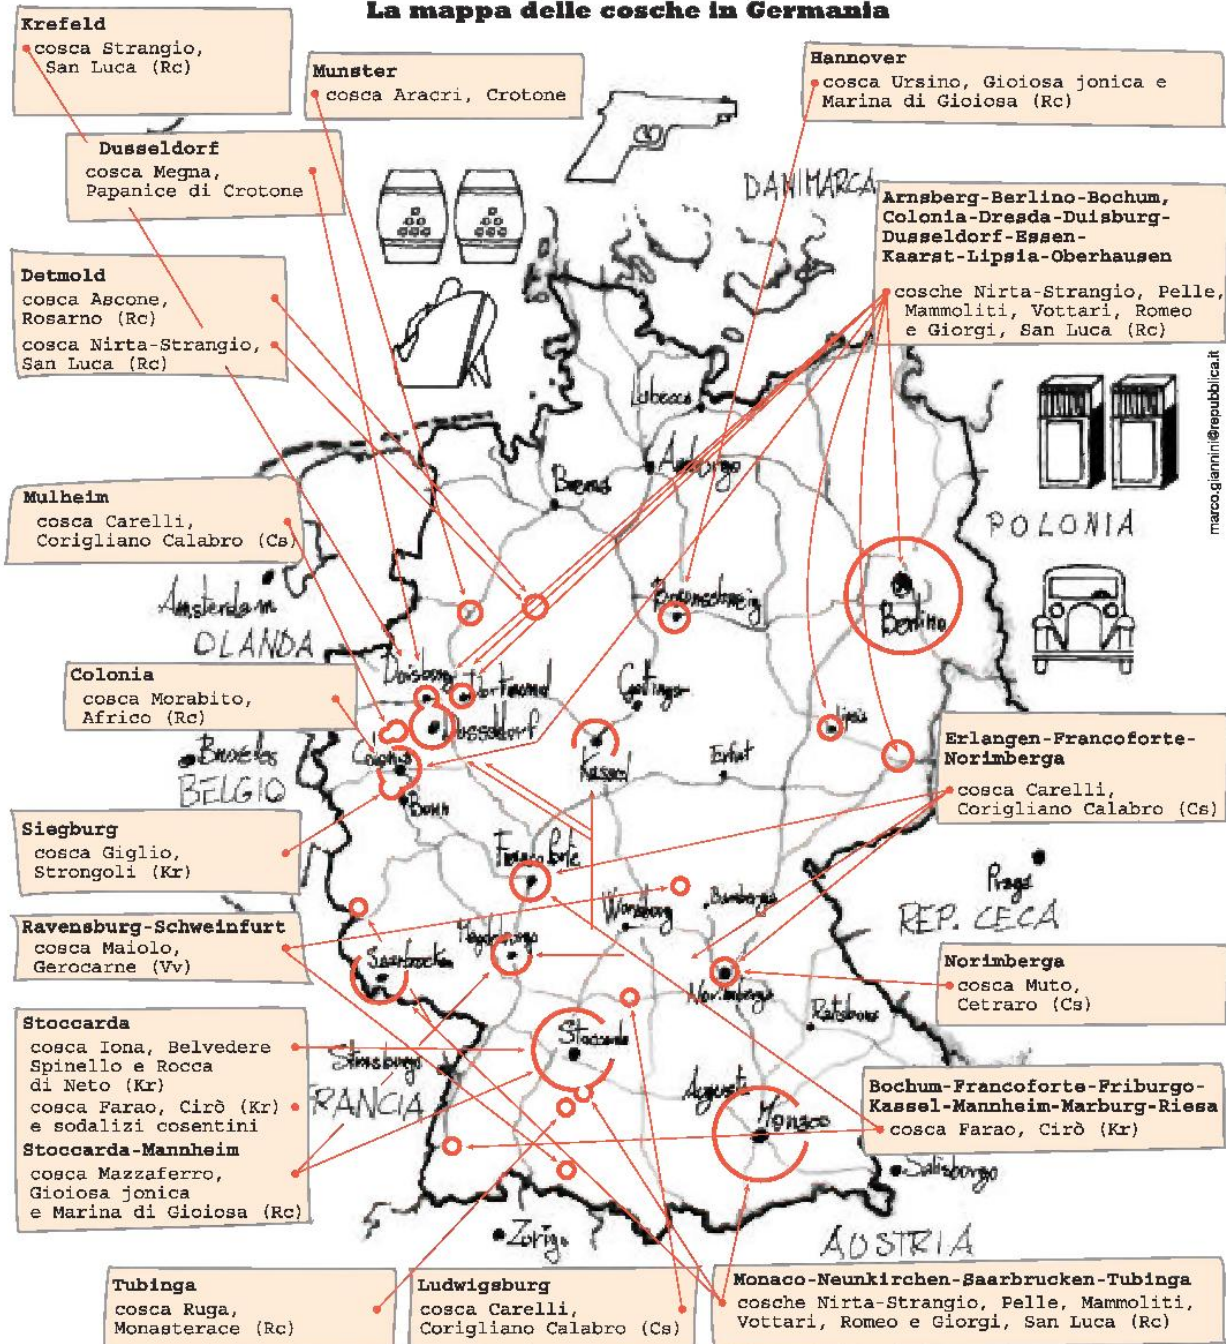 La mappa delle cosche in Germania
Krefeld
cosca Strangio,
San Luca (Rc)
Munster
cosca Aracri, Crotone
Hannover
cosca Ursino, Gioiosa jonica e
Marina di Gioiosa (Rc)
Dusseldorf
cosca Megna,
Papanice di Crotone
DANIMARCA
Arnsberg-Berlino-Bochum,
Colonia-Dresda-Duisburg-
Dusseldorf-Essen-
Kaarst-Lipsia-Oberhausen
cosche Nirta-Strangio, Pelle,
Mammoliti, Vottari, Romeo
e Giorgi, San Luca (Rc)
Detmold
cosca Ascone,
Rosarno (Rc)
cosca Nirta-Strangio,
San Luca (Rc)
marco.giannini@repubblica.it
Lubecca
Amburgo
Brema
Mulheim
cosca Carelli,
Corigliano Calabro (Cs)
POLONIA
Amsterdam
OLANDA
Braunschweig
Berlino
Colonia
cosca Morabito,
Africo (Rc)
Duisburg
Dortmund
Dusseldorf
Kassel
Erfut
Bruxelles
BELGIO
Colonia
Bonn
Erlangen-Francoforte-
Norimberga
cosca Carelli,
Corigliano Calabro (Cs)
Siegburg
cosca Giglio,
Strongoli (Kr)
Francoforte
Praga
REP. CECA
Ravensburg-Schweinfurt
cosca Maiolo,
Gerocarne (Vv)
Norimberga
Norimberga
cosca Muto,
Cetraro (Cs)
Stoccarda
cosca Iona, Belvedere
Spinello e Rocca
di Neto (Kr)
cosca Farao, Cirò (Kr)
e sodalizi cosentini
Stoccarda-Mannheim
cosca Mazzaferro,
Gioiosa jonica
e Marina di Gioiosa (Rc)
Strasburgo
FRANCIA
Stoccarda
Augusta
Monaco
Bochum-Francoforte-Friburgo-
Kassel-Mannheim-Marburg-Riesa
cosca Farao, Cirò (Kr)
Salisburgo
Zurigo
AUSTRIA
Tubinga
cosca Ruga,
Monasterace (Rc)
Ludwigsburg
cosca Carelli,
Corigliano Calabro (Cs)
Monaco-Neunkirchen-Saarbrucken-Tubinga
cosche Nirta-Strangio, Pelle, Mammoliti,
Vottari, Romeo e Giorgi, San Luca (Rc)